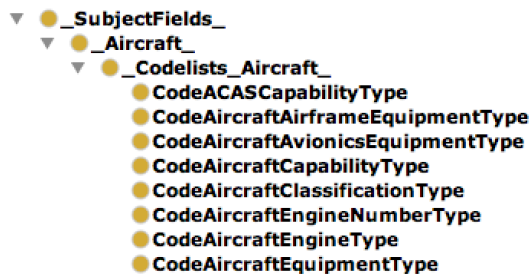 _SubjectFields_
_Aircraft_
_Codelists_Aircraft_
CodeACASCapabilityType
CodeAircraftAirframeEquipmentType
CodeAircraftAvionicsEquipmentType
CodeAircraftCapabilityType
CodeAircraftClassificationType
CodeAircraftEngineNumberType
CodeAircraftEngineType
CodeAircraftEquipmentType